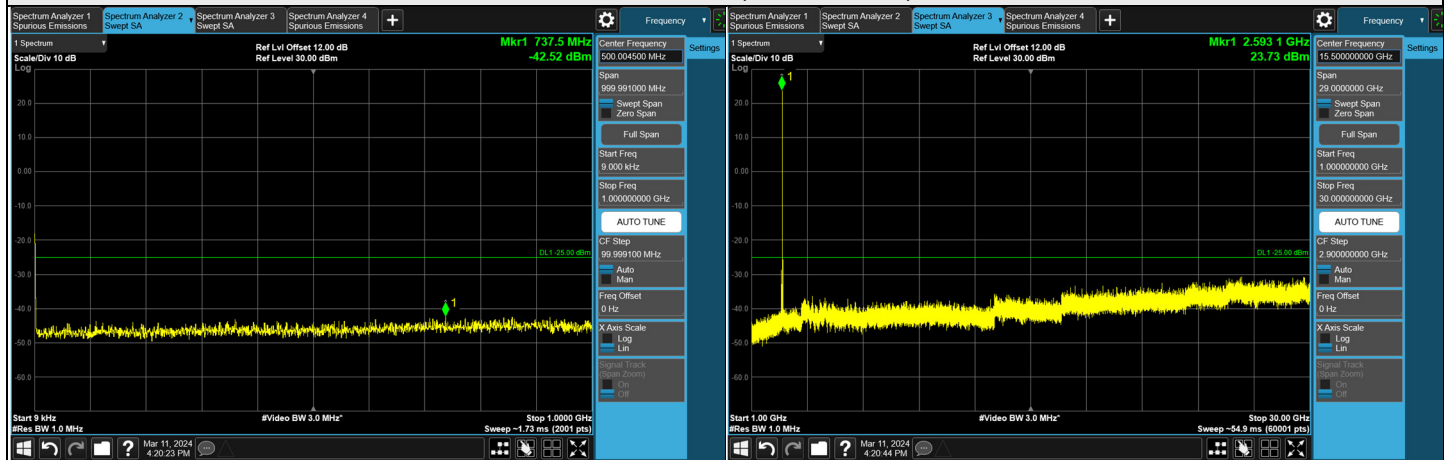 Spectrum Analyzer 1
Spurious Emissions
Spectrum Analyzer 2
Swept SA
Spectrum Analyzer 3
Swept SA
Spectrum Analyzer 4
Spurious Emissions
Frequency
1 Spectrum
Scale/Div 10 dB
Log
Ref Lvl Offset 12.00 dB
Ref Level 30.00 dBm
Mkr1 737.5 MHz
-42.52 dBm
20.0
10.0
0.00
-10.0
-20.0
-30.0
-40.0
-50.0
-60.0
DL1 -25.00 dBm
1
Start 9 kHz
#Res BW 1.0 MHz
#Video BW 3.0 MHz*
Stop 1.0000 GHz
Sweep ~1.73 ms (2001 pts)
Center Frequency
500.004500 MHz
Settings
Span
999.991000 MHz
Swept Span
Zero Span
Full Span
Start Freq
9.000 kHz
Stop Freq
1.000000000 GHz
AUTO TUNE
CF Step
99.999100 MHz
Auto
Man
Freq Offset
0 Hz
X Axis Scale
Log
Lin
Signal Track
(Span Zoom)
On
Off
?
Mar 11, 2024
4:20:23 PM
Spectrum Analyzer 1
Spurious Emissions
Spectrum Analyzer 2
Swept SA
Spectrum Analyzer 3
Swept SA
Spectrum Analyzer 4
Spurious Emissions
Frequency
1 Spectrum
Scale/Div 10 dB
Log
Ref Lvl Offset 12.00 dB
Ref Level 30.00 dBm
Mkr1 2.593 1 GHz
23.73 dBm
20.0
10.0
0.00
-10.0
-20.0
-30.0
-40.0
-50.0
-60.0
DL1 -25.00 dBm
1
Start 1.00 GHz
#Res BW 1.0 MHz
#Video BW 3.0 MHz*
Stop 30.00 GHz
Sweep ~54.9 ms (60001 pts)
Center Frequency
15.50000000 GHz
Settings
Span
29.0000000 GHz
Swept Span
Zero Span
Full Span
Start Freq
1.000000000 GHz
Stop Freq
30.000000000 GHz
AUTO TUNE
CF Step
2.900000000 GHz
Auto
Man
Freq Offset
0 Hz
X Axis Scale
Log
Lin
Signal Track
(Span Zoom)
On
Off
?
Mar 11, 2024
4:20:44 PM